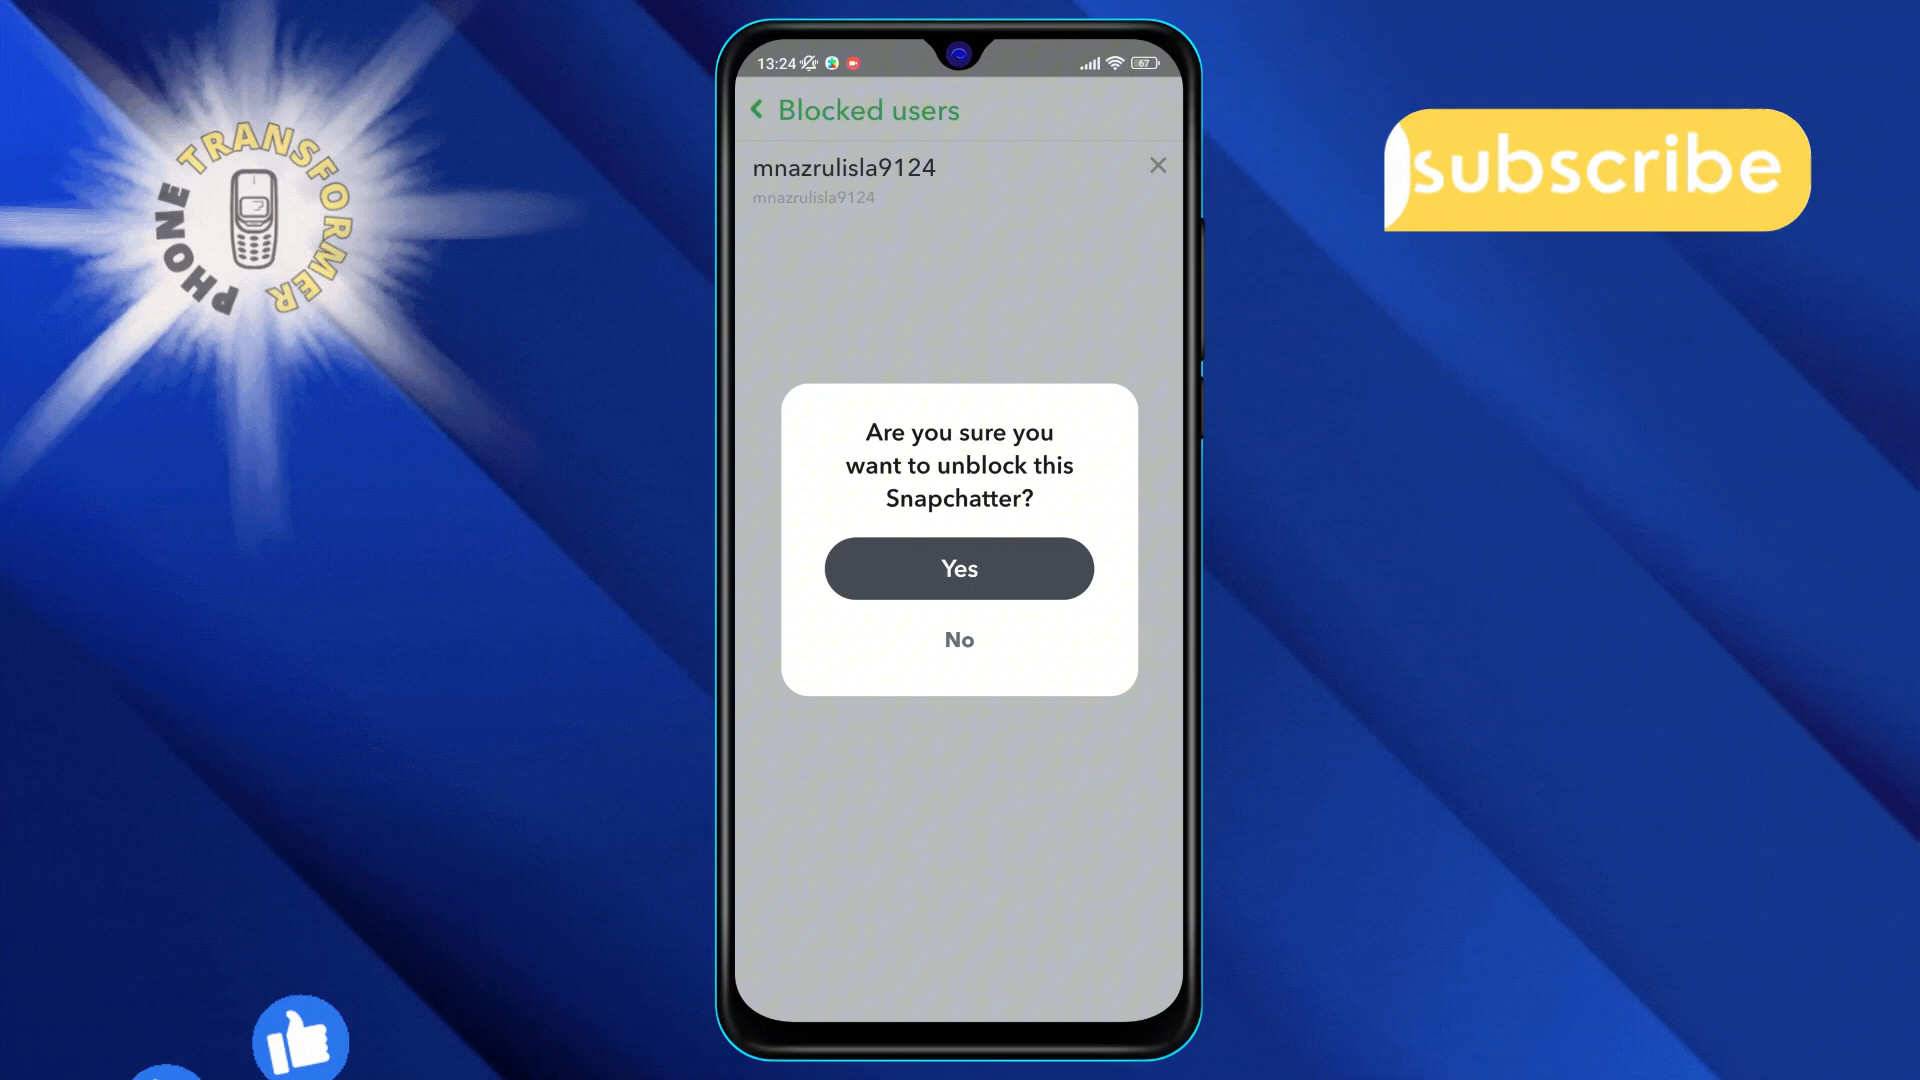 PHONE TRANSFORMER
13:24
67
Blocked users
mnazrulisla9124
mnazrulisla9124
Are you sure you
want to unblock this
Snapchatter?
Yes
No
subscribe